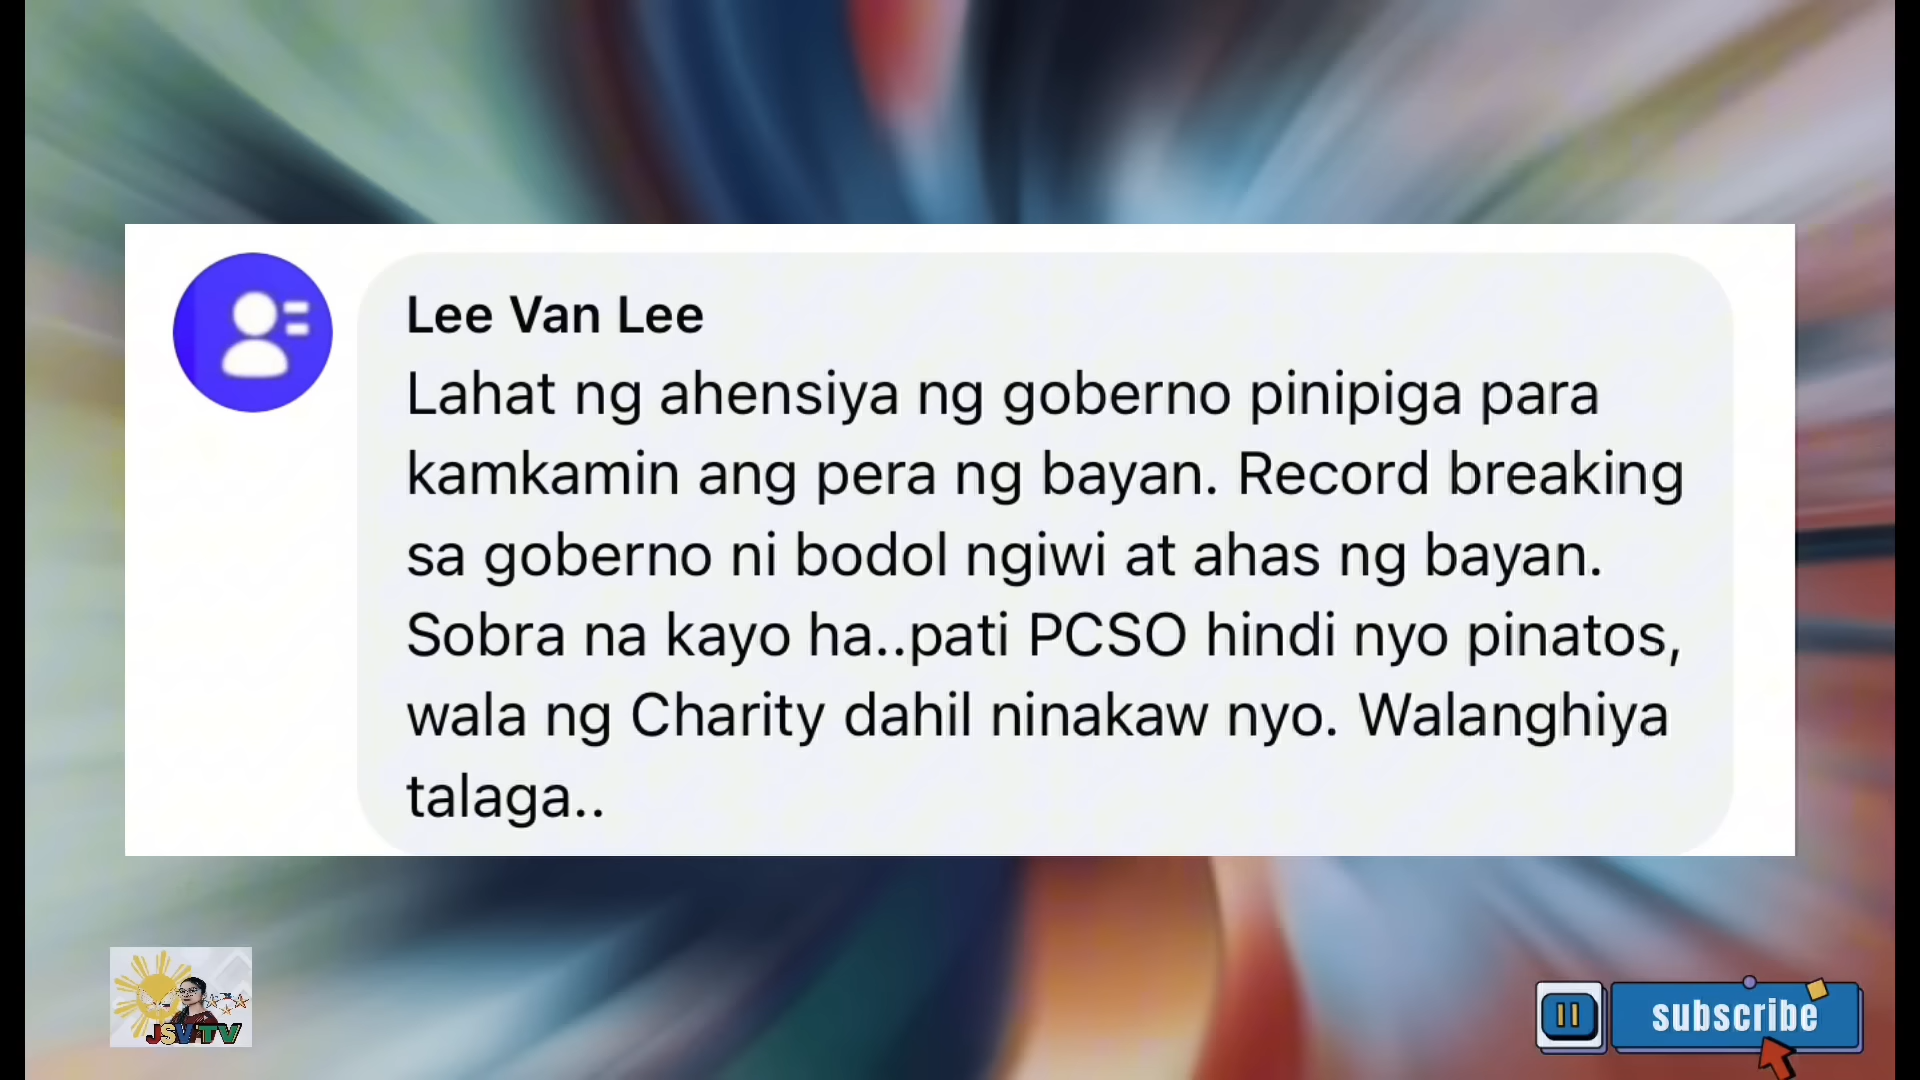 Lee Van Lee
Lahat ng ahensiya ng goberno pinipiga para
kamkamin ang pera ng bayan. Record breaking
sa goberno ni bodol ngiwi at ahas ng bayan.
Sobra na kayo ha..pati PCSO hindi nyo pinatos,
wala ng Charity dahil ninakaw nyo. Walanghiya
talaga..
JSV TV
subscribe